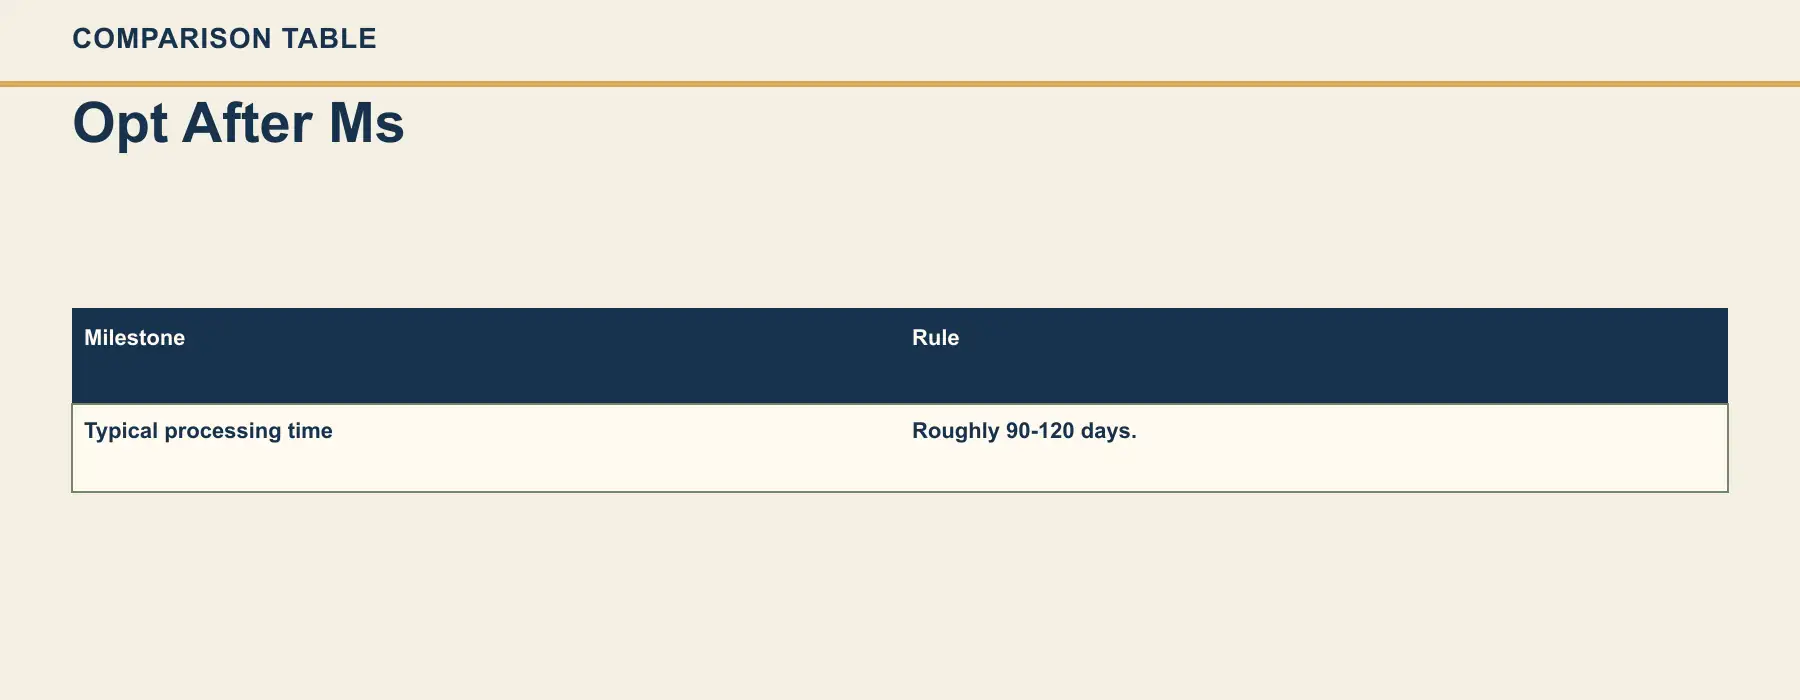 COMPARISON TABLE
Opt After Ms
Milestone Rule
Typical processing time Roughly 90-120 days.